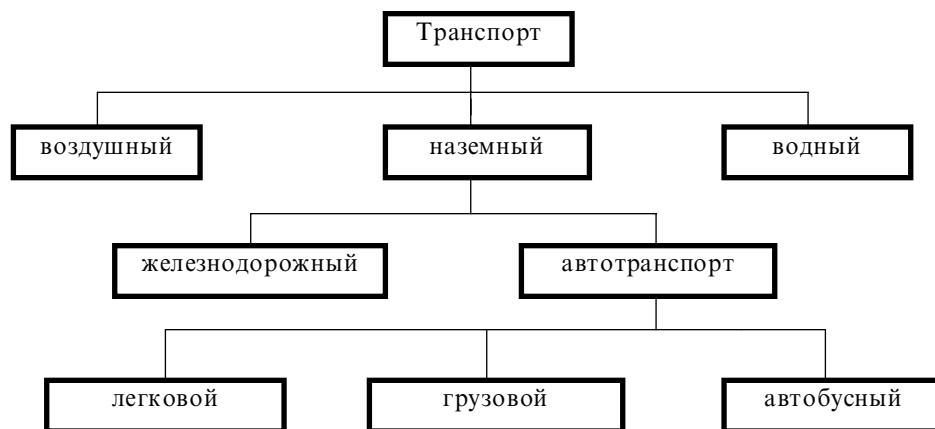 Транспорт
воздушный наземный водный
железнодорожный автотранспорт
легковой грузовой автобусный